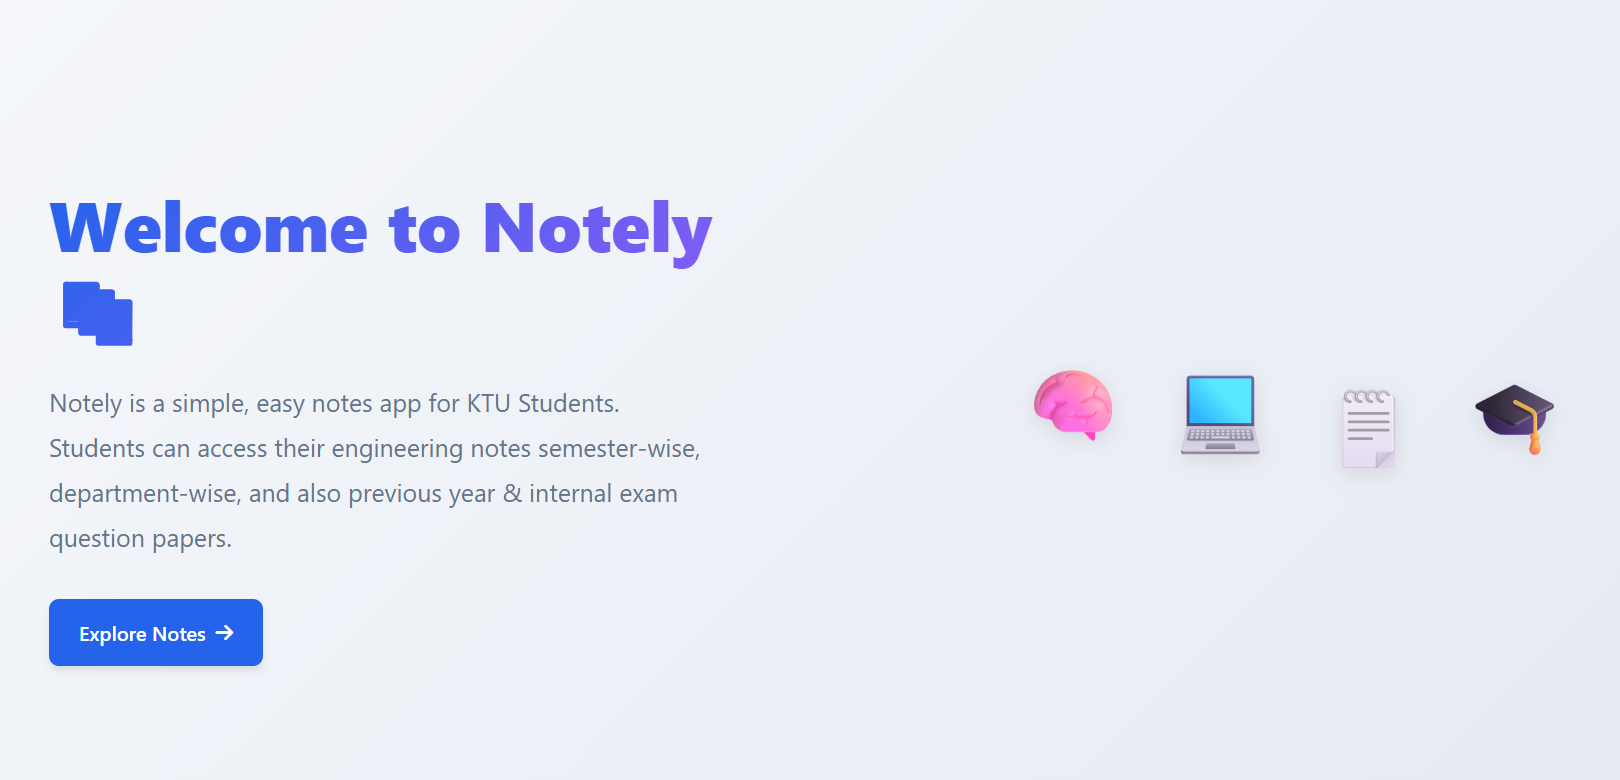 Welcome to Notely
Notely is a simple, easy notes app for KTU Students.
Students can access their engineering notes semester-wise,
department-wise, and also previous year & internal exam
question papers.
Explore Notes →